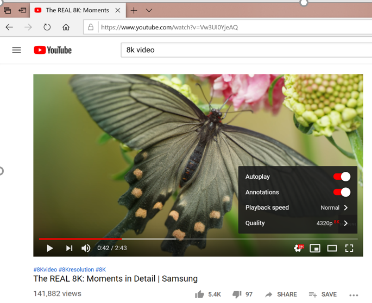 The REAL 8K: Moments
https://www.youtube.com/watch?v=
YouTube
8k video
Autoplay
Annotations
Playback speed Normal
Quality 4320p
0:42 / 2:43
#8KVideo #8Kresolution #8K
The REAL 8K: Moments in Detail | Samsung
141,882 views
5.4K 97 SHARE SAVE